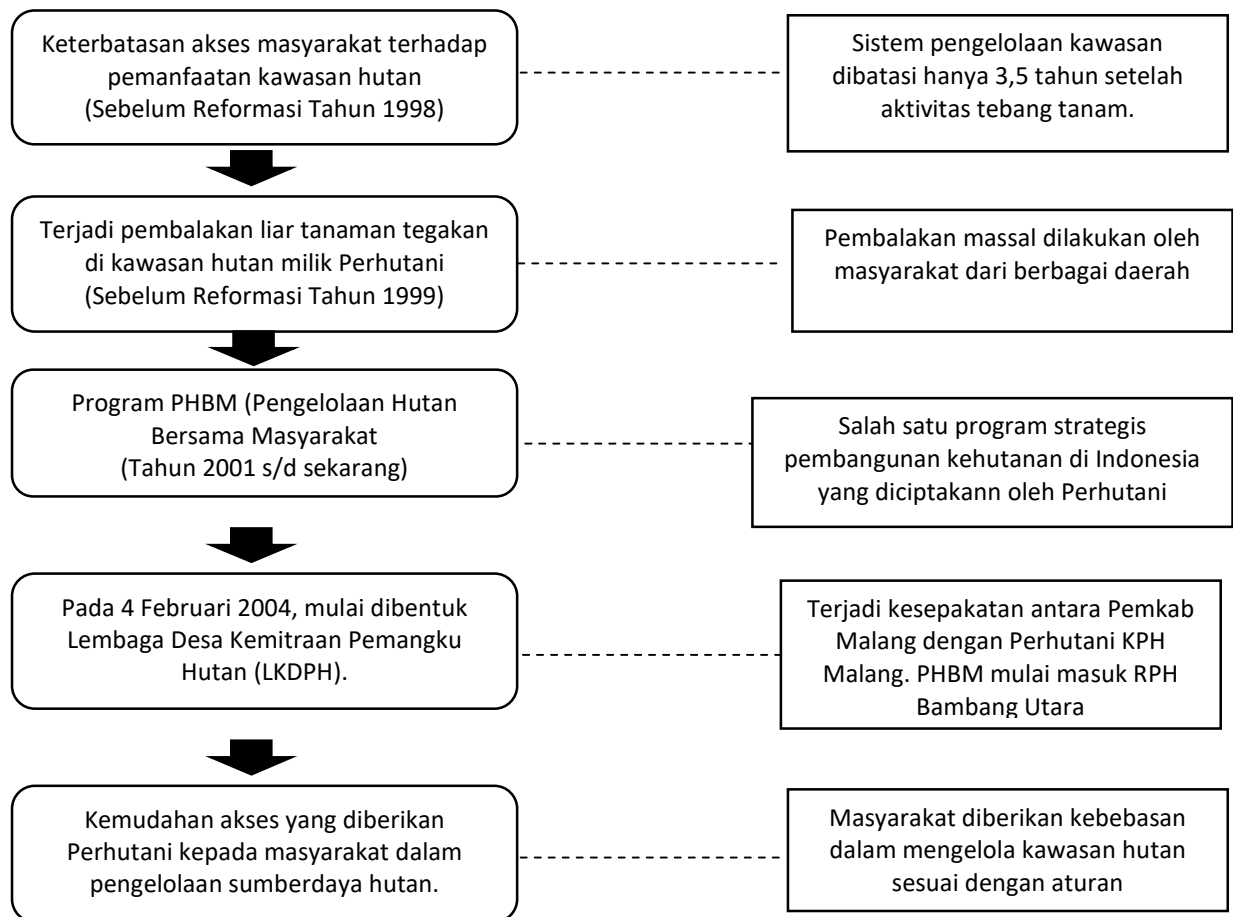 Keterbatasan akses masyarakat terhadap
pemanfaatan kawasan hutan
(Sebelum Reformasi Tahun 1998)
Sistem pengelolaan kawasan
dibatasi hanya 3,5 tahun setelah
aktivitas tebang tanam.
Terjadi pembalakan liar tanaman tegakan
di kawasan hutan milik Perhutani
(Sebelum Reformasi Tahun 1999)
Pembalakan massal dilakukan oleh
masyarakat dari berbagai daerah
Program PHBM (Pengelolaan Hutan
Bersama Masyarakat
(Tahun 2001 s/d sekarang)
Salah satu program strategis
pembangunan kehutanan di Indonesia
yang diciptakann oleh Perhutani
Pada 4 Februari 2004, mulai dibentuk
Lembaga Desa Kemitraan Pemangku
Hutan (LKDPH).
Terjadi kesepakatan antara Pemkab
Malang dengan Perhutani KPH
Malang. PHBM mulai masuk RPH
Bambang Utara
Kemudahan akses yang diberikan
Perhutani kepada masyarakat dalam
pengelolaan sumberdaya hutan.
Masyarakat diberikan kebebasan
dalam mengelola kawasan hutan
sesuai dengan aturan